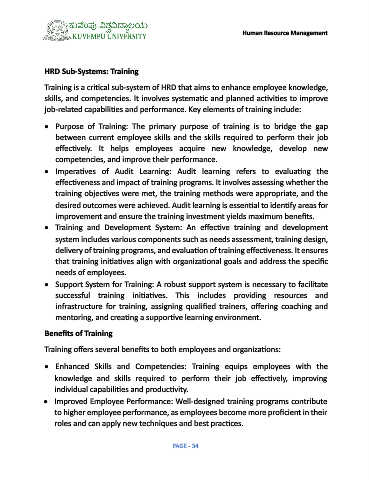 ಕುವೆಂಪು ವಿಶ್ವವಿದ್ಯಾಲಯ
KUVEMPU UNIVERSITY
Human Resource Management
HRD Sub-Systems: Training
Training is a critical sub-system of HRD that aims to enhance employee knowledge,
skills, and competencies. It involves systematic and planned activities to improve
job-related capabilities and performance. Key elements of training include:
• Purpose of Training: The primary purpose of training is to bridge the gap
between current employee skills and the skills required to perform their job
effectively. It helps employees acquire new knowledge, develop new
competencies, and improve their performance.
• Imperatives of Audit Learning: Audit learning refers to evaluating the
effectiveness and impact of training programs. It involves assessing whether the
training objectives were met, the training methods were appropriate, and the
desired outcomes were achieved. Audit learning is essential to identify areas for
improvement and ensure the training investment yields maximum benefits.
• Training and Development System: An effective training and development
system includes various components such as needs assessment, training design,
delivery of training programs, and evaluation of training effectiveness. It ensures
that training initiatives align with organizational goals and address the specific
needs of employees.
• Support System for Training: A robust support system is necessary to facilitate
successful training initiatives. This includes providing resources and
infrastructure for training, assigning qualified trainers, offering coaching and
mentoring, and creating a supportive learning environment.
Benefits of Training
Training offers several benefits to both employees and organizations:
• Enhanced Skills and Competencies: Training equips employees with the
knowledge and skills required to perform their job effectively, improving
individual capabilities and productivity.
• Improved Employee Performance: Well-designed training programs contribute
to higher employee performance, as employees become more proficient in their
roles and can apply new techniques and best practices.
PAGE - 34